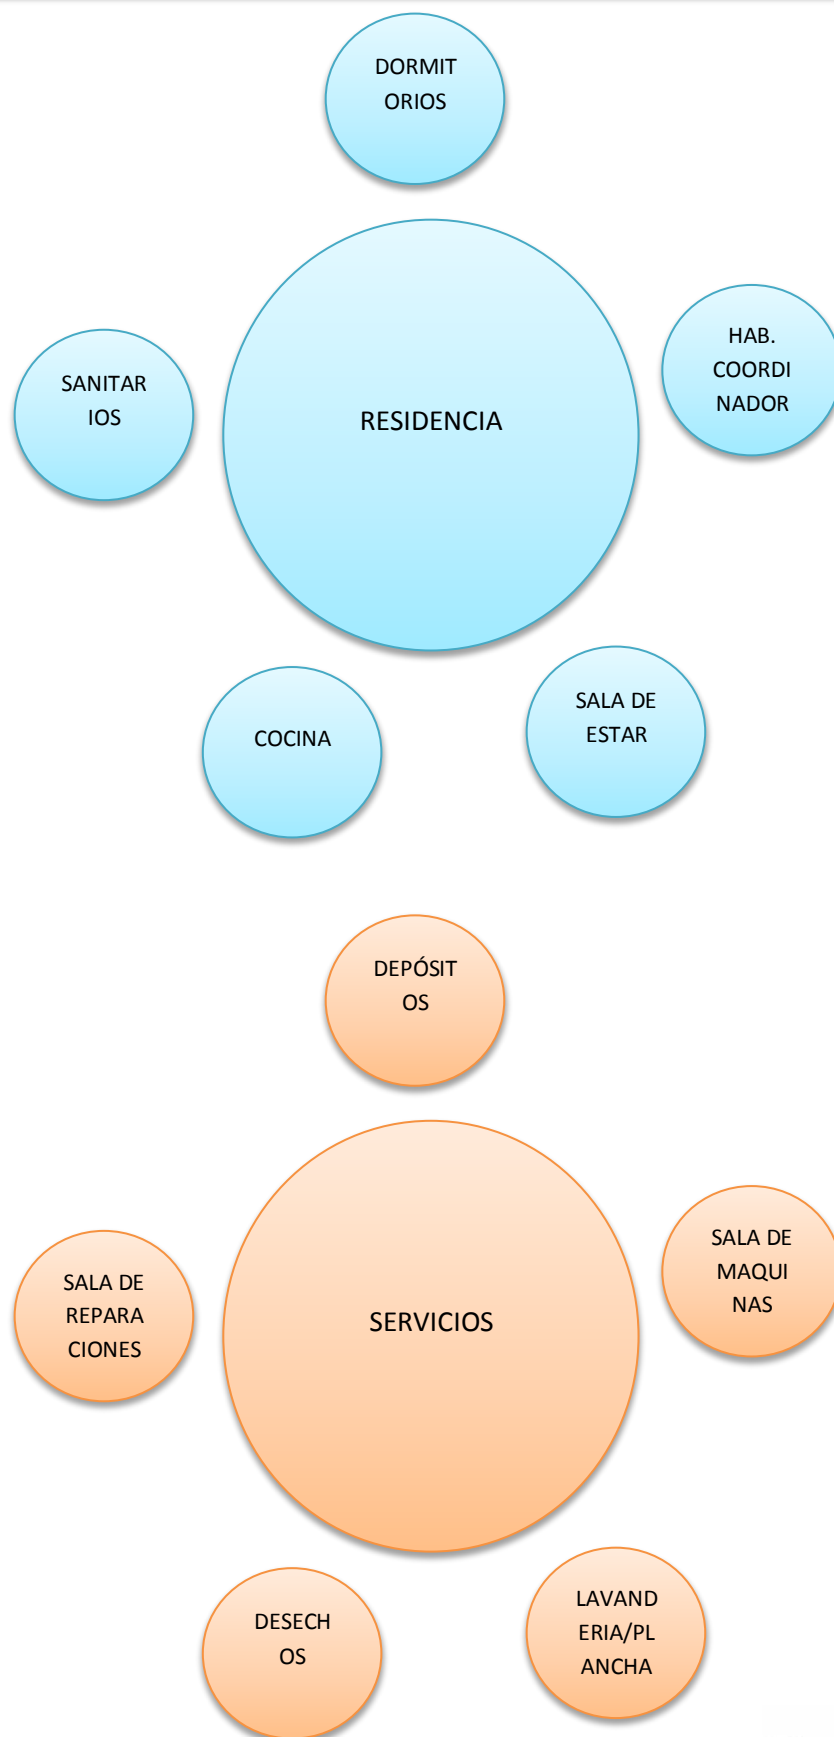 DORMIT
ORIOS
HAB.
COORDI
NADOR
SANITAR
IOS
RESIDENCIA
SALA DE
ESTAR
COCINA
DEPÓSIT
OS
SALA DE
MAQUI
NAS
SALA DE
REPARA
CIONES
SERVICIOS
LAVAND
ERIA/PL
ANCHA
DESECH
OS